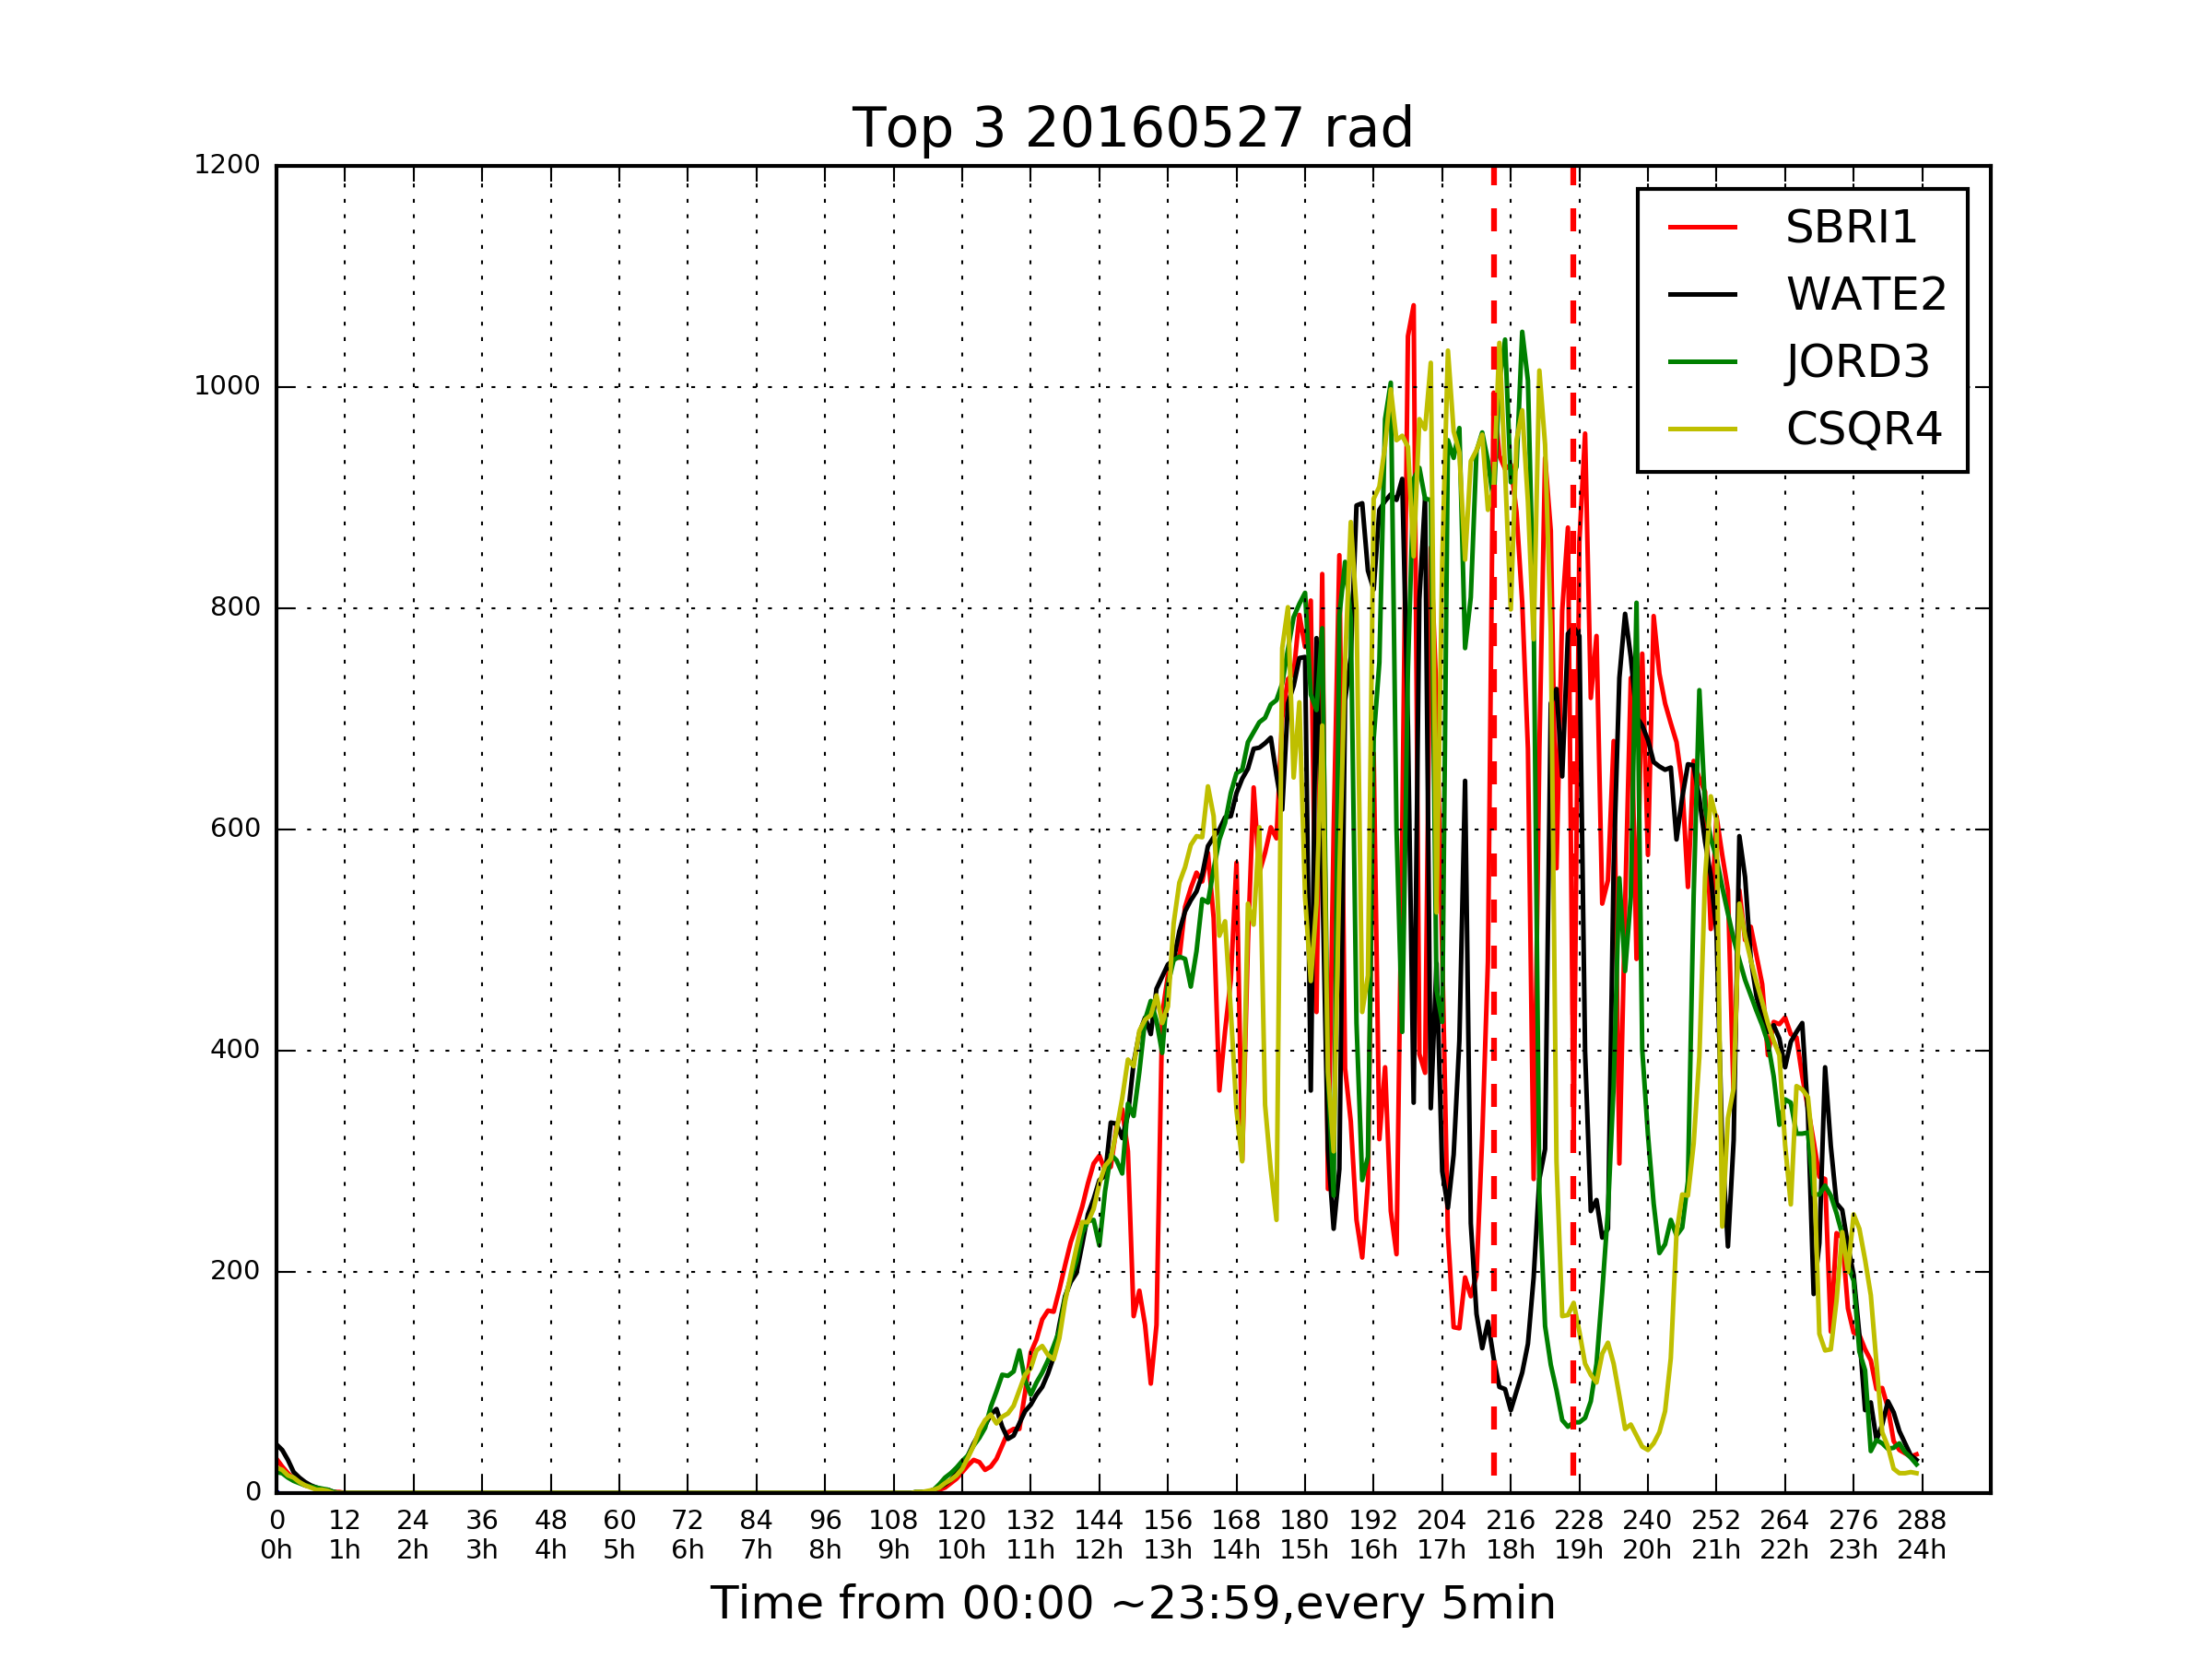 Top 3 20160527 rad
1200
1000
800
600
400
200
0
SBRI1
WATE2
JORD3
CSQR4
0 12 24 36 48 60 72 84 96 108 120 132 144 156 168 180 192 204 216 228 240 252 264 276 288
0h 1h 2h 3h 4h 5h 6h 7h 8h 9h 10h 11h 12h 13h 14h 15h 16h 17h 18h 19h 20h 21h 22h 23h 24h
Time from 00:00 ~23:59,every 5min